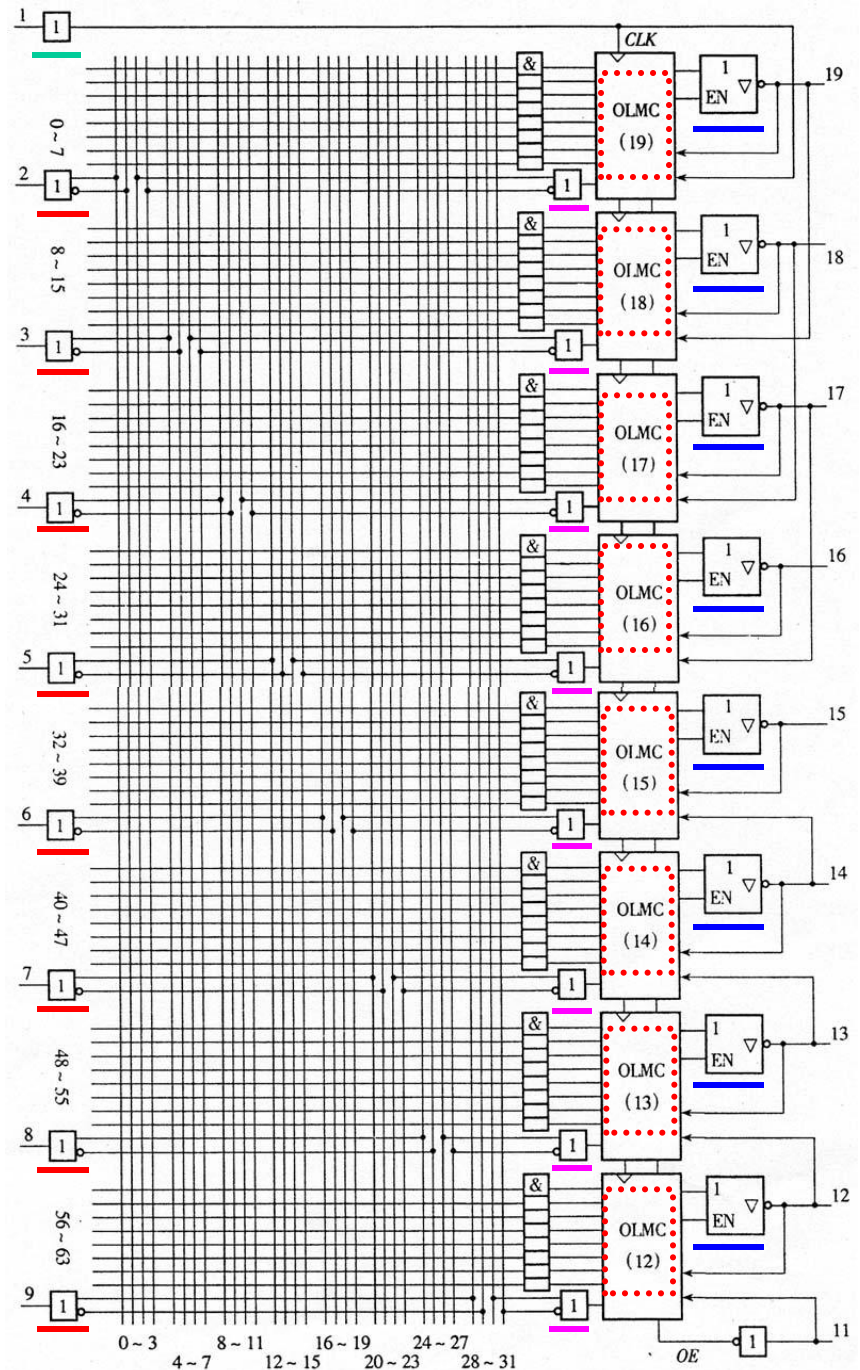 1 1 CLK
& 1 19
EN ▽
OLMC
(19)
0 ~ 7
2 1 1
& 1 18
EN ▽
OLMC
(18)
8 ~ 15
3 1 1
& 1 17
EN ▽
OLMC
(17)
16 ~ 23
4 1 1
& 1 16
EN ▽
OLMC
(16)
24 ~ 31
5 1 1
& 1 15
EN ▽
OLMC
(15)
32 ~ 39
6 1 1
& 1 14
EN ▽
OLMC
(14)
40 ~ 47
7 1 1
& 1 13
EN ▽
OLMC
(13)
48 ~ 55
8 1 1
& 1 12
EN ▽
OLMC
(12)
56 ~ 63
9 1 1
OE 1 11
0 ~ 3 8 ~ 11 16 ~ 19 24 ~ 27
4 ~ 7 12 ~ 15 20 ~ 23 28 ~ 31